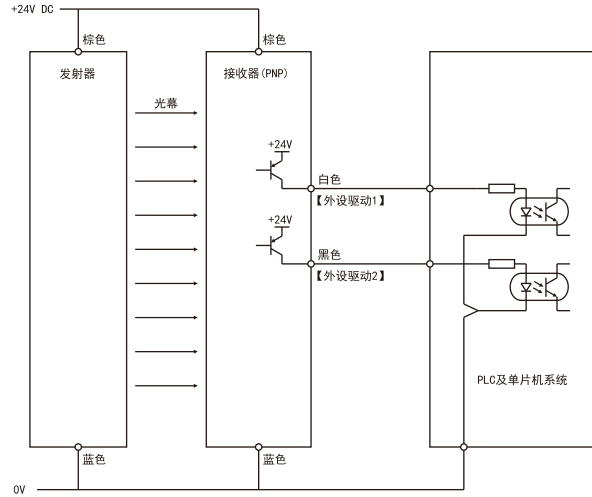 +24V DC
棕色
棕色
发射器
接收器(PNP)
光幕
+24V
白色
【外设驱动1】
+24V
黑色
【外设驱动2】
PLC及单片机系统
蓝色
蓝色
0V